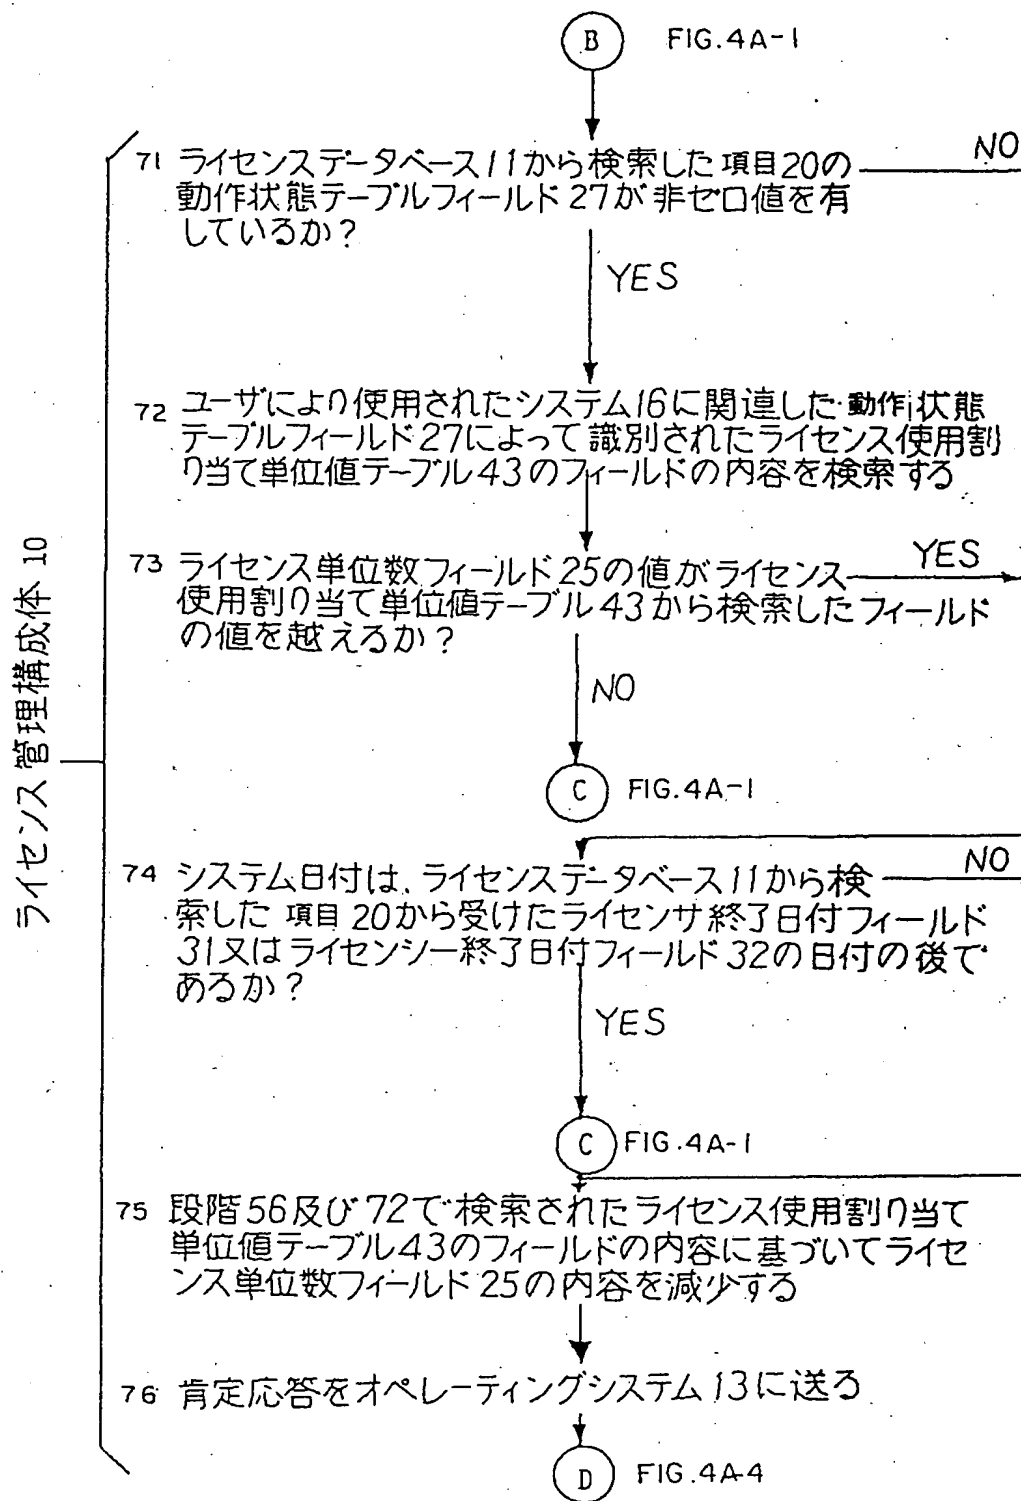 B FIG.4A-1
71 ライセンスデータベース11から検索した項目20の NO
動作状態テーブルフィールド27が非ゼロ値を有
しているか?
YES
72 ユーザにより使用されたシステム16に関連した動作状態
テーブルフィールド27によって識別されたライセンス使用割
り当て単位値テーブル43のフィールドの内容を検索する
73 ライセンス単位数フィールド25の値がライセンス YES
使用割り当て単位値テーブル43から検索したフィールド
の値を越えるか?
NO
C FIG.4A-1
ライセンス管理構成体10
74 システム日付は、ライセンスデータベース11から検 NO
索した項目20から受けたライセンサ終了日付フィールド
31又はライセンシー終了日付フィールド32の日付の後で
あるか?
YES
C FIG.4A-1
75 段階56及び72で検索されたライセンス使用割り当て
単位値テーブル43のフィールドの内容に基づいてライセ
ンス単位数フィールド25の内容を減少する
76 肯定応答をオペレーティングシステム13に送る
D FIG.4A-4